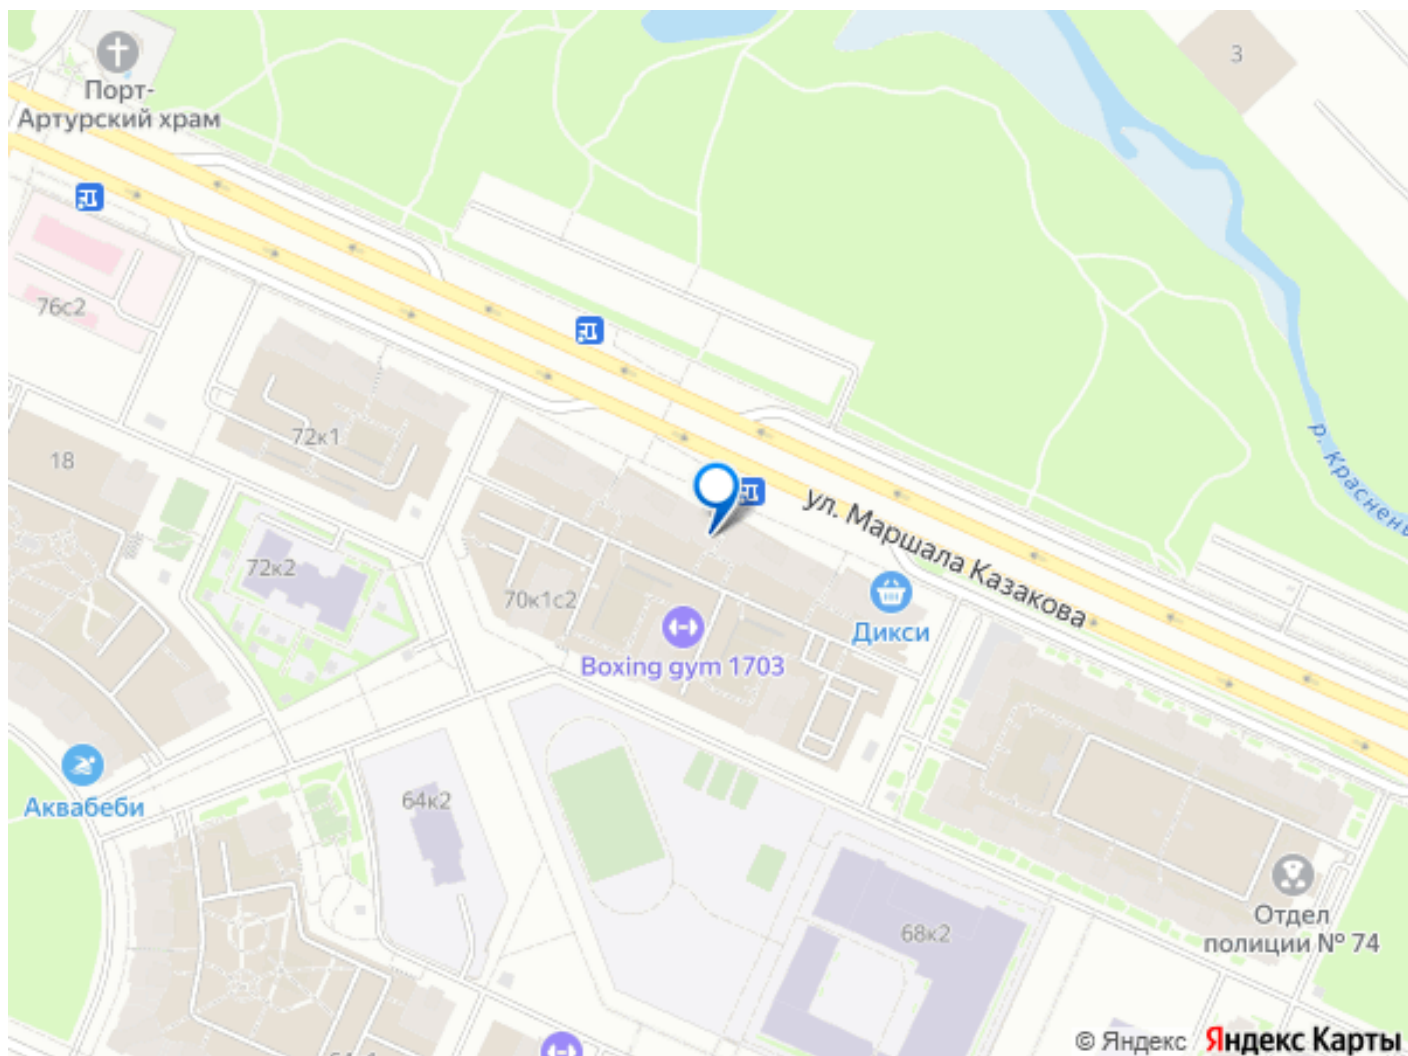 3
Порт-
Артурский храм
76с2
72к1
18
р. Красненьк
ул. Маршала Казакова
72к2
70к1с2
Дикси
Boxing gym 1703
Аквабеби
64к2
68к2
Отдел
полиции № 74
© Яндекс Яндекс Карты